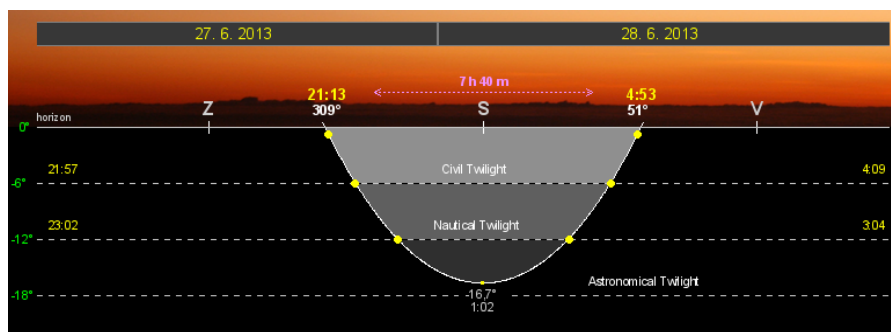 27. 6. 2013 28. 6. 2013
7 h 40 m
21:13 4:53
309° 51°
Z S V
horizon
0°
21:57 Civil Twilight 4:09
-6°
23:02 Nautical Twilight 3:04
-12°
Astronomical Twilight
-18° -16,7°
1:02